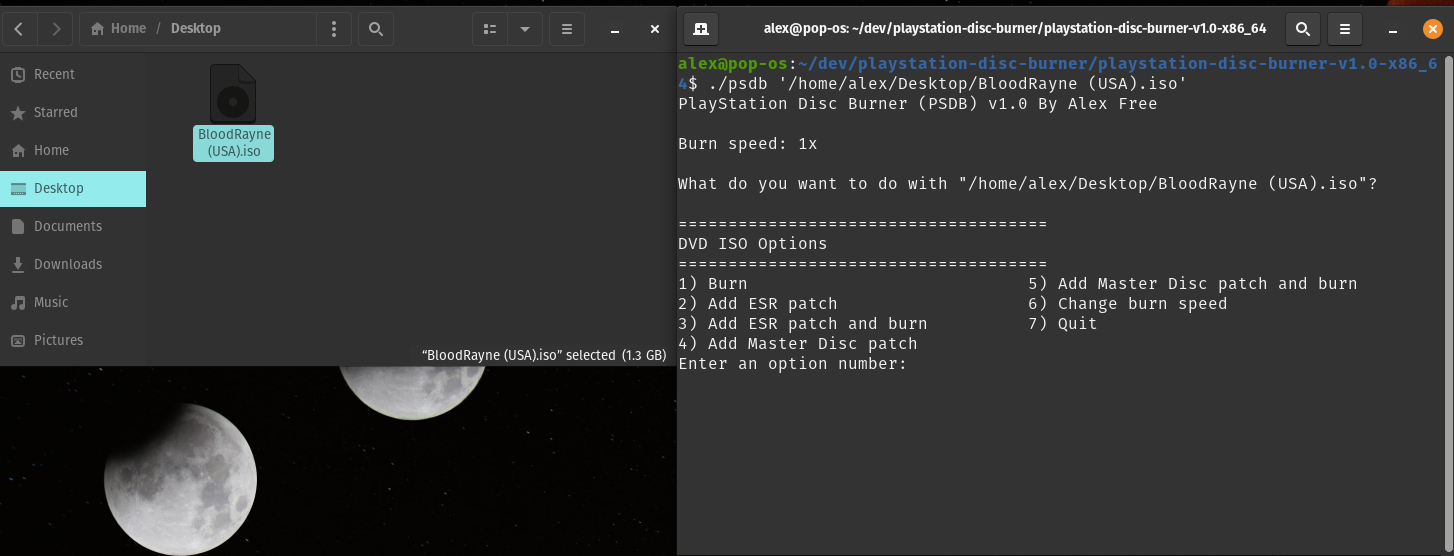 Home / Desktop
Recent
Starred
Home
Desktop
Documents
Downloads
Music
Pictures
BloodRayne
(USA).iso
“BloodRayne (USA).iso” selected (1.3 GB)
alex@pop-os: ~/dev/playstation-disc-burner/playstation-disc-burner-v1.0-x86_64
alex@pop-os:~/dev/playstation-disc-burner/playstation-disc-burner-v1.0-x86_6
4$ ./psdb '/home/alex/Desktop/BloodRayne (USA).iso'
PlayStation Disc Burner (PSDB) v1.0 By Alex Free
Burn speed: 1x
What do you want to do with "/home/alex/Desktop/BloodRayne (USA).iso"?
=====================================
DVD ISO Options
=====================================
1) Burn 5) Add Master Disc patch and burn
2) Add ESR patch 6) Change burn speed
3) Add ESR patch and burn 7) Quit
4) Add Master Disc patch
Enter an option number: